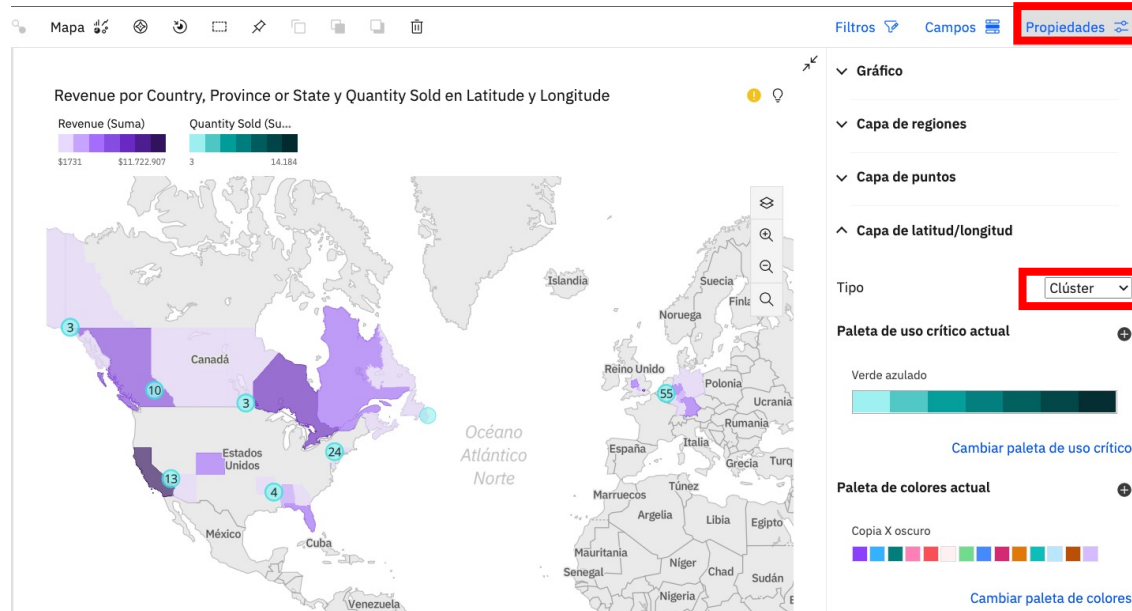 Mapa
Filtros
Campos
Propiedades
Revenue por Country, Province or State y Quantity Sold en Latitude y Longitude
Revenue (Suma)
Quantity Sold (Su...
$1731
$11.722.907
3
14.184
Gráfico
Capa de regiones
Capa de puntos
Capa de latitud/longitud
Tipo
Clúster
Paleta de uso crítico actual
Verde azulado
Cambiar paleta de uso crítico
Paleta de colores actual
Copia X oscuro
Cambiar paleta de colores
Islandia
Suecia
Noruega
3
Canadá
10
3
Reino Unido
55
Polonia
Ucrania
Rumania
Océano
Atlántico
Norte
España
Italia
Grecia
24
Estados
Unidos
13
4
Túnez
Marruecos
Argelia
Libia
Egipto
México
Cuba
Mauritania
Senegal
Níger
Chad
Sudán
Nigeria
Venezuela